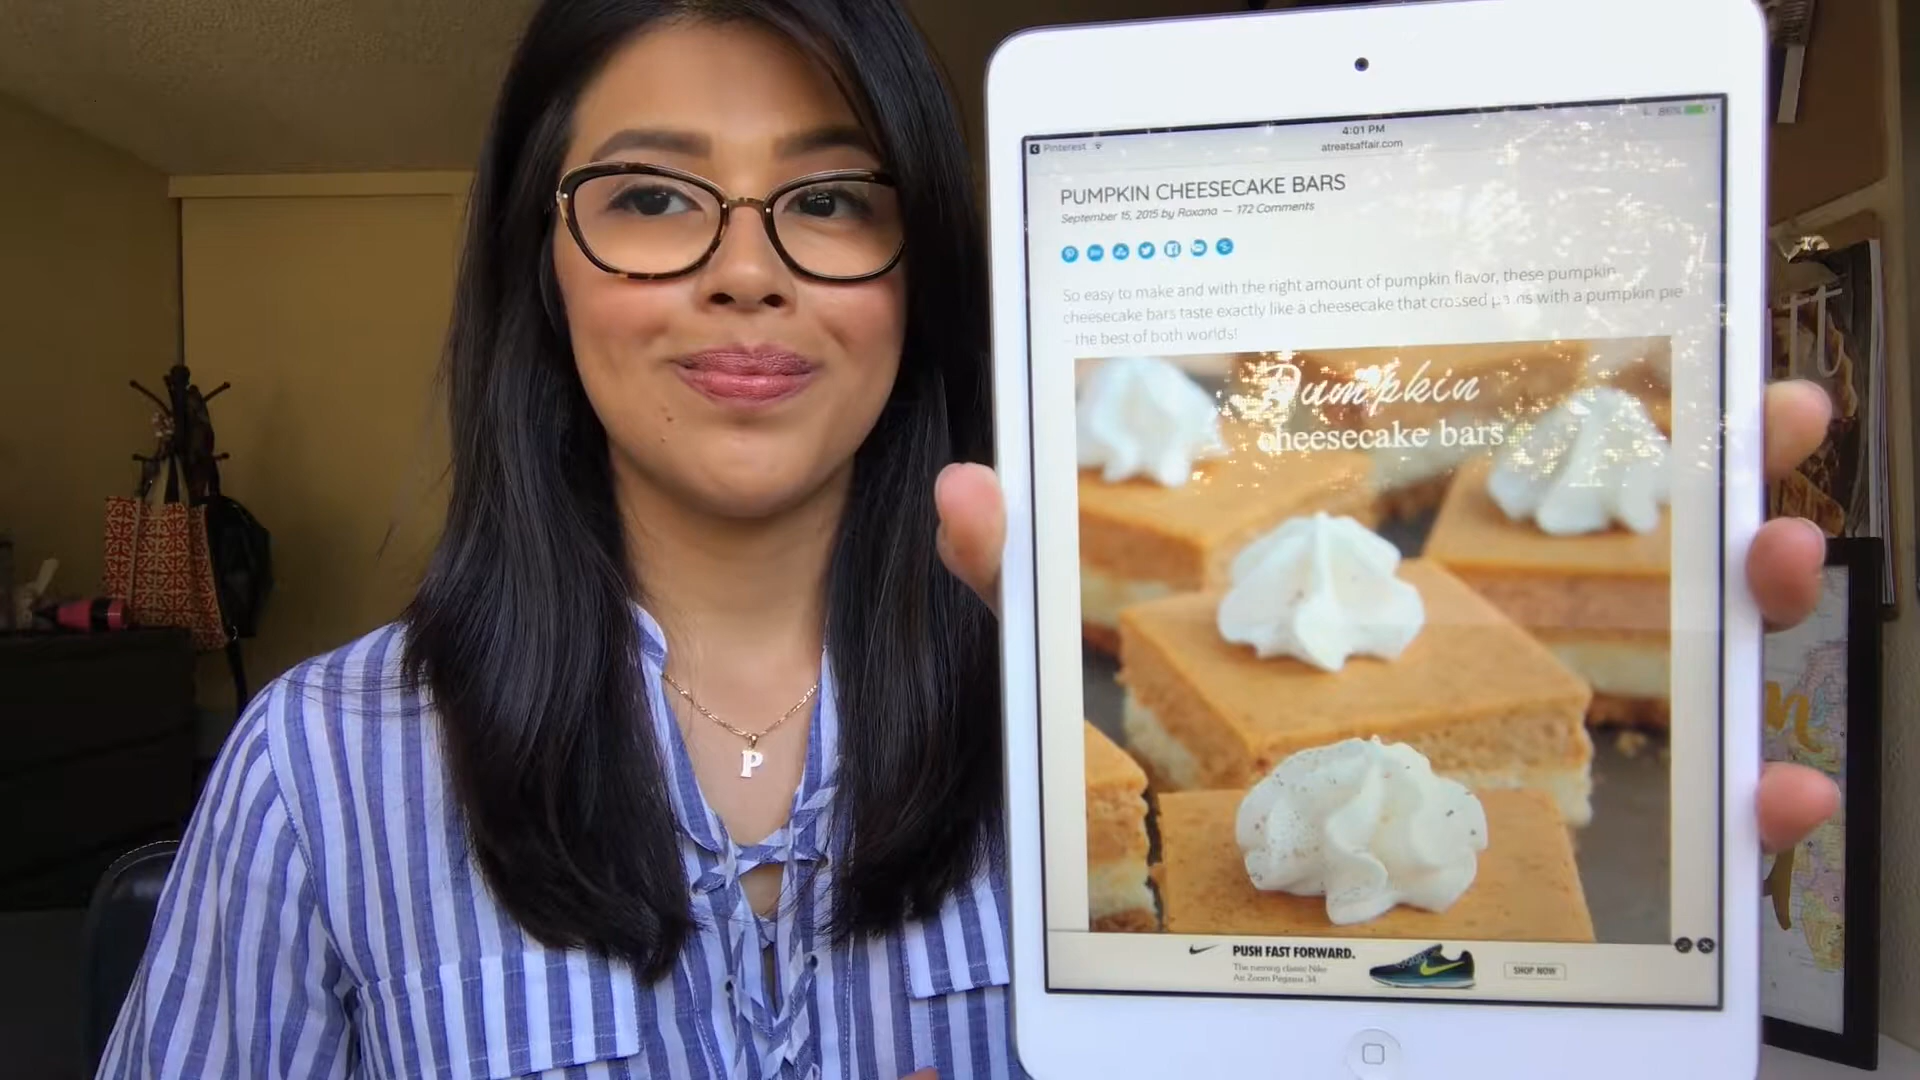 4:01 PM
86%
Pinterest
atreatsaffair.com
PUMPKIN CHEESECAKE BARS
September 15, 2015 by Roxana — 172 Comments
So easy to make and with the right amount of pumpkin flavor, these pumpkin
cheesecake bars taste exactly like a cheesecake that crossed with a pumpkin pie
– the best of both worlds!
Pumpkin
cheesecake bars
P
PUSH FAST FORWARD.
The running classic Nike
Air Zoom Pegasus 34
SHOP NOW